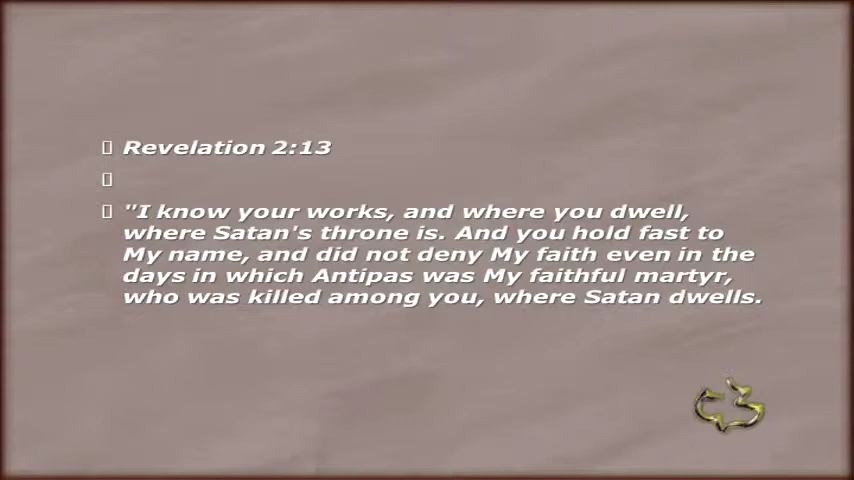 Revelation 2:13
"I know your works, and where you dwell,
where Satan's throne is. And you hold fast to
My name, and did not deny My faith even in the
days in which Antipas was My faithful martyr,
who was killed among you, where Satan dwells.